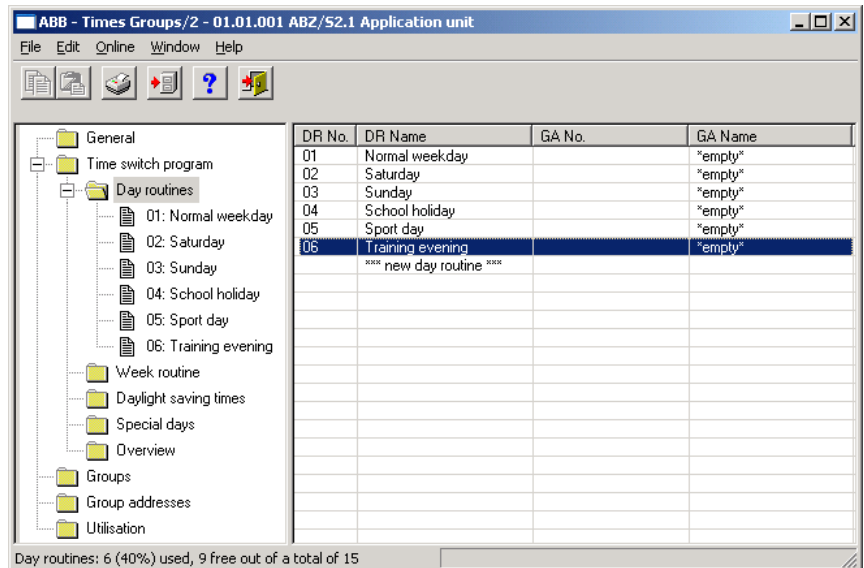 ABB - Times Groups/2 - 01.01.001 ABZ/S2.1 Application unit
File Edit Online Window Help
?
General
Time switch program
Day routines
01: Normal weekday
02: Saturday
03: Sunday
04: School holiday
05: Sport day
06: Training evening
Week routine
Daylight saving times
Special days
Overview
Groups
Group addresses
Utilisation
DR No. DR Name GA No. GA Name
01 Normal weekday *empty*
02 Saturday *empty*
03 Sunday *empty*
04 School holiday *empty*
05 Sport day *empty*
06 Training evening *empty*
*** new day routine ***
Day routines: 6 (40%) used, 9 free out of a total of 15